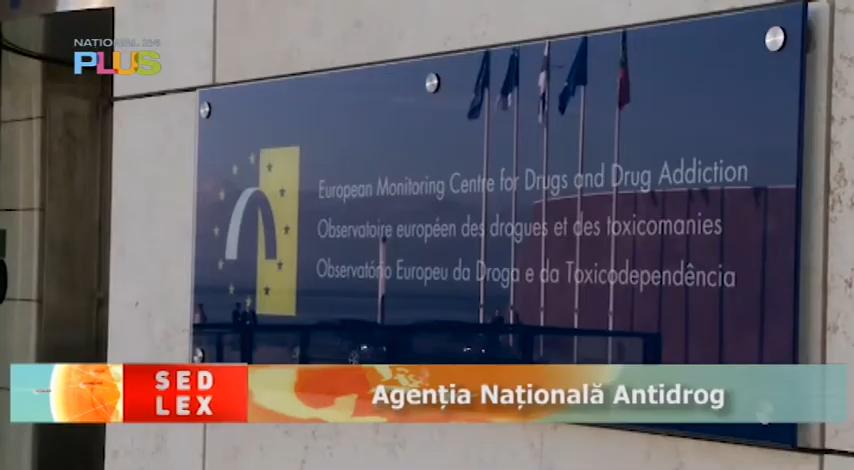 NATIONAL 24
PLUS
European Monitoring Centre for Drugs and Drug Addiction
Observatoire européen des drogues et des toxicomanies
Observatório Europeu da Droga e da Toxicodependência
SED
LEX
Agenția Națională Antidrog